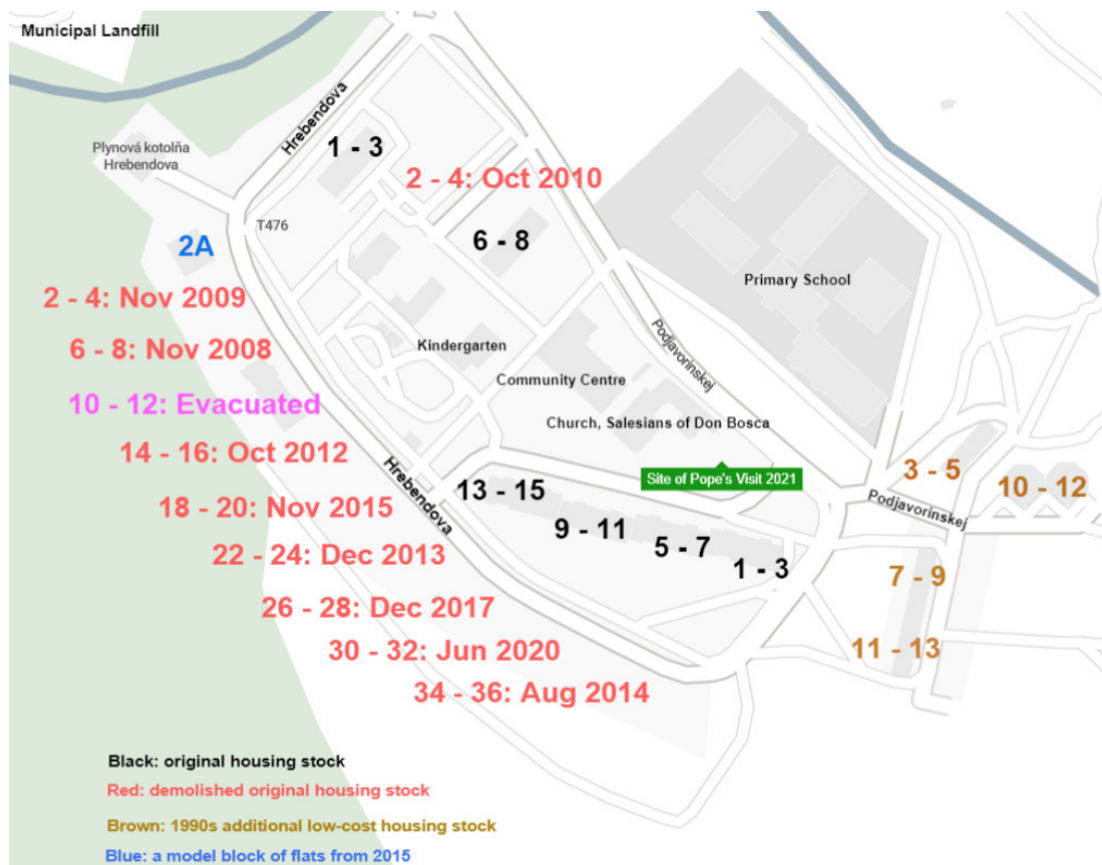 Municipal Landfill
Hrebendova
1 - 3
Plynová kotolňa
Hrebendova
2 - 4: Oct 2010
T476
2A
6 - 8
Primary School
2 - 4: Nov 2009
Podjavorinskej
6 - 8: Nov 2008
Kindergarten
Community Centre
10 - 12: Evacuated
Church, Salesians of Don Bosca
14 - 16: Oct 2012
Hrebendova
Site of Pope's Visit 2021
3 - 5
10 - 12
13 - 15
Podjavorinskej
18 - 20: Nov 2015
9 - 11
5 - 7
22 - 24: Dec 2013
1 - 3
7 - 9
26 - 28: Dec 2017
30 - 32: Jun 2020
11 - 13
34 - 36: Aug 2014
Black: original housing stock
Red: demolished original housing stock
Brown: 1990s additional low-cost housing stock
Blue: a model block of flats from 2015